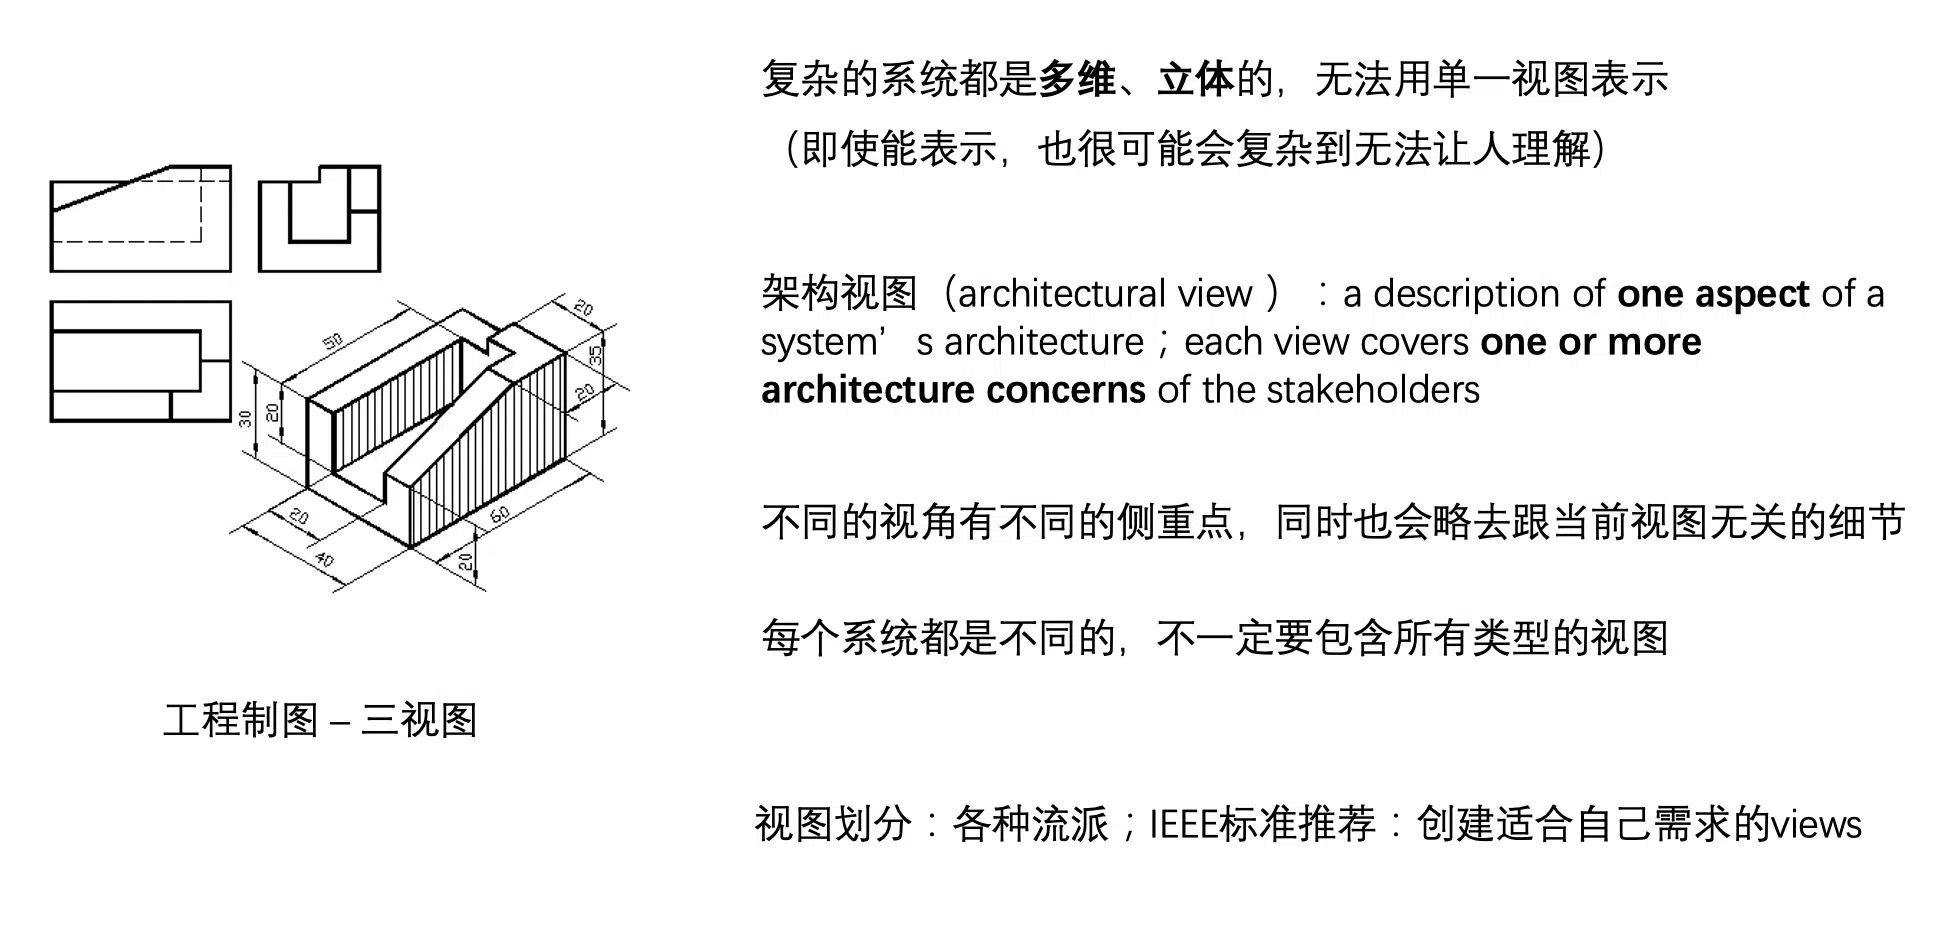 复杂的系统都是多维、立体的，无法用单一视图表示
（即使能表示，也很可能会复杂到无法让人理解）
架构视图（architectural view ）：a description of one aspect of a
system’s architecture；each view covers one or more
architecture concerns of the stakeholders
不同的视角有不同的侧重点，同时也会略去跟当前视图无关的细节
每个系统都是不同的，不一定要包含所有类型的视图
视图划分：各种流派；IEEE标准推荐：创建适合自己需求的views
50
20
35
20
30
20
20
40
60
20
工程制图 – 三视图